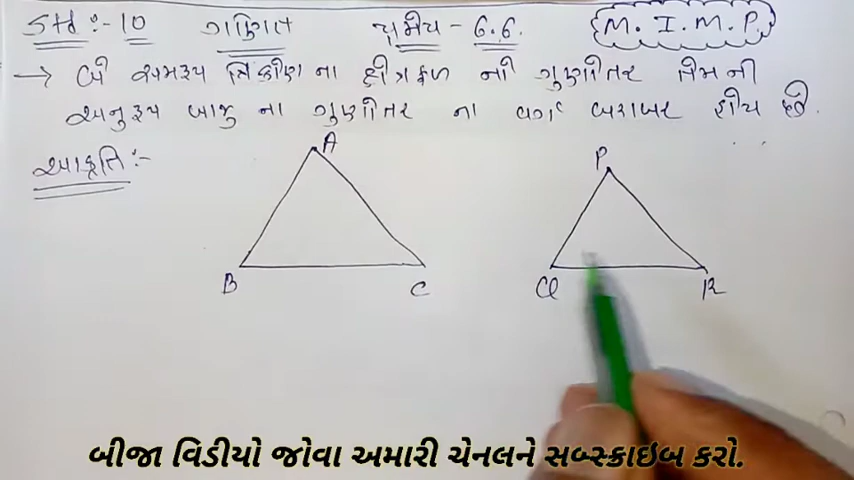 Std :- 10 ગણિત પ્રમેય - 6.6. M. I. M. P.
→ બે સમરૂપ ત્રિકોણ ના ક્ષેત્રફળ નો ગુણોતર તેમની
અનુરૂપ બાજુ ના ગુણોતર ના વર્ગ બરાબર હોય છે.
આકૃતિ :-
A
P
B
C
Q
R
બીજા વિડીયો જોવા અમારી ચેનલને સબ્સ્ક્રાઇબ કરો.